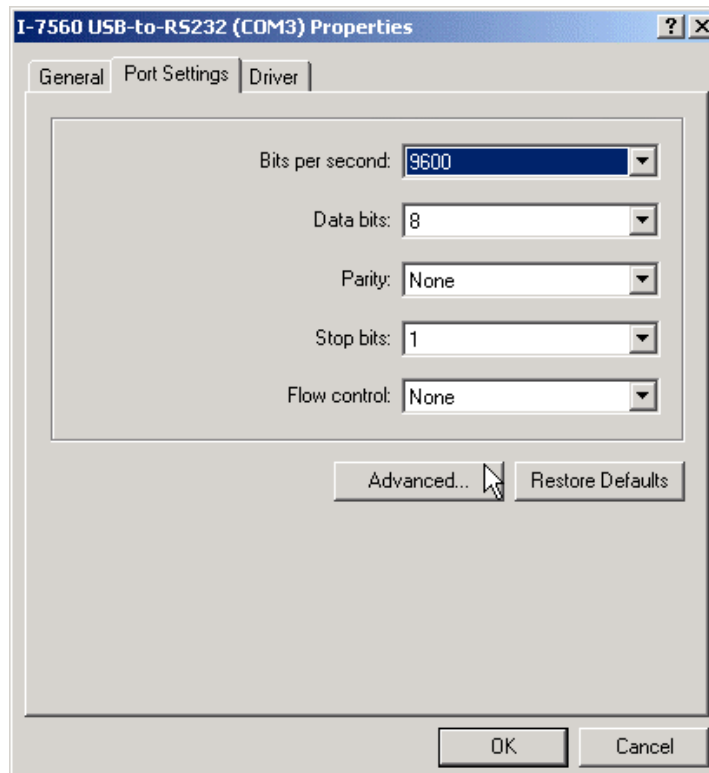 I-7560 USB-to-RS232 (COM3) Properties ? X
General Port Settings Driver
Bits per second: 9600
Data bits: 8
Parity: None
Stop bits: 1
Flow control: None
Advanced... Restore Defaults
OK Cancel